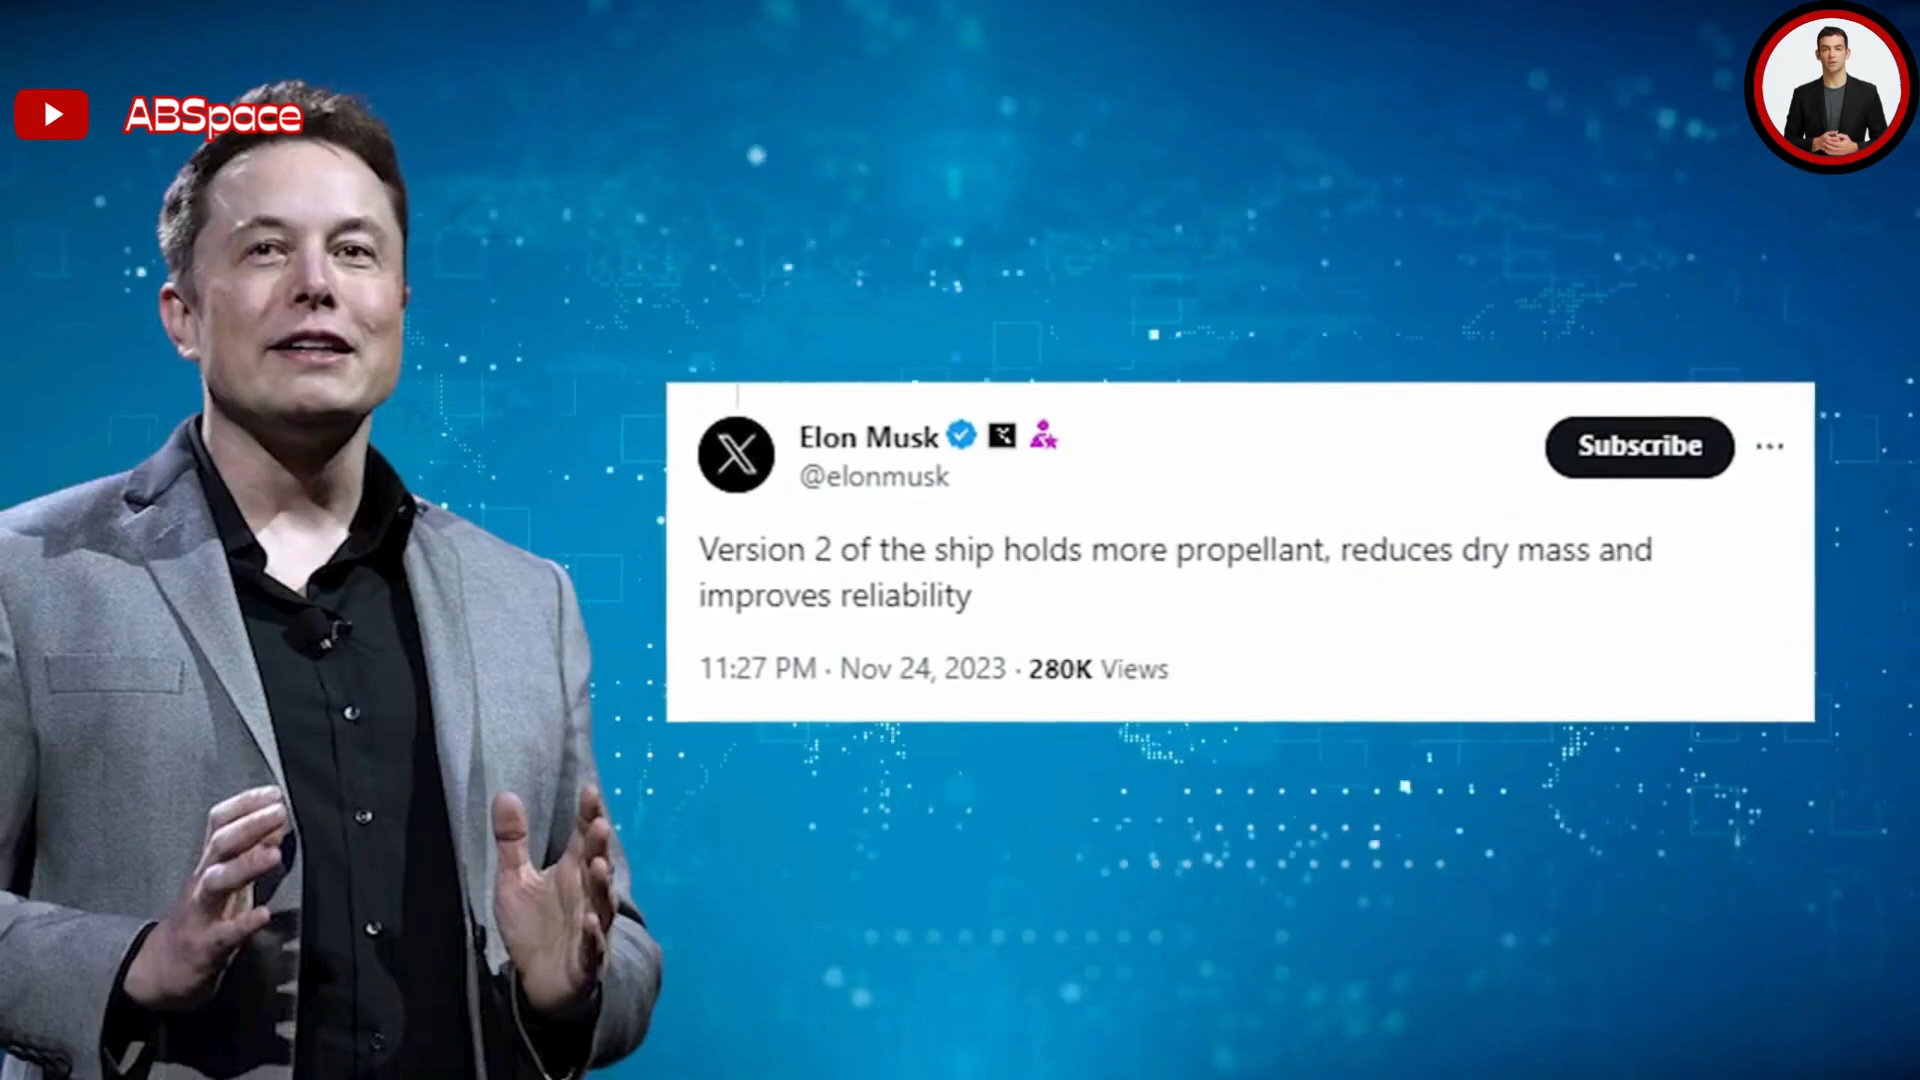 ABSpace
Elon Musk
@elonmusk
Subscribe
Version 2 of the ship holds more propellant, reduces dry mass and
improves reliability
11:27 PM · Nov 24, 2023 · 280K Views